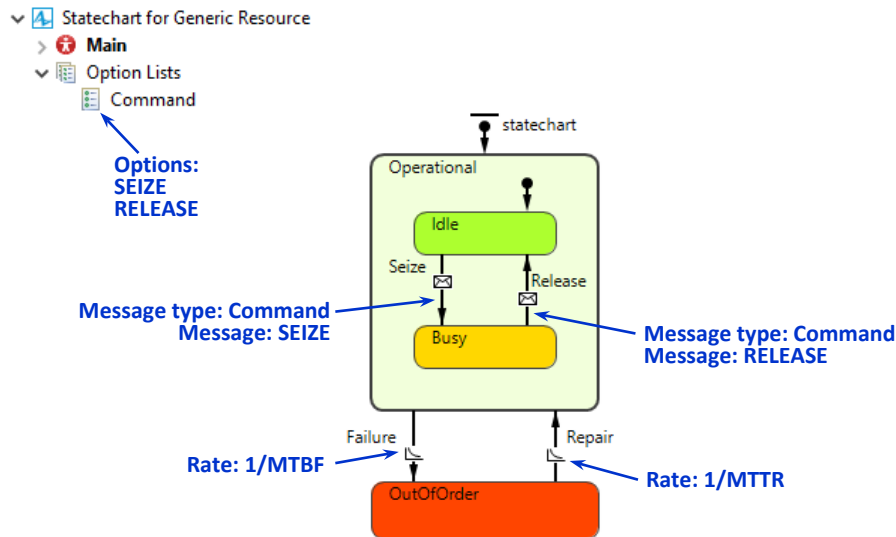 Statechart for Generic Resource
Main
Option Lists
Command
Options:
SEIZE
RELEASE
statechart
Operational
Idle
Seize
Release
Message type: Command
Message: SEIZE
Message type: Command
Message: RELEASE
Busy
Failure
Repair
Rate: 1/MTBF
Rate: 1/MTTR
OutOfOrder